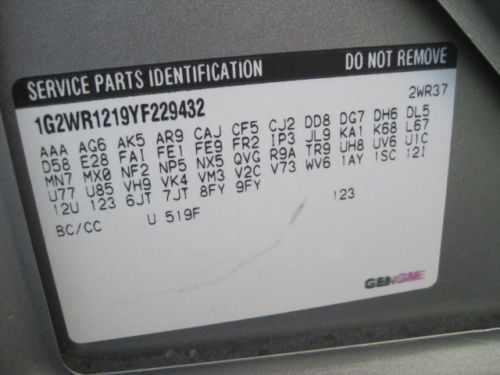 SERVICE PARTS IDENTIFICATION DO NOT REMOVE
1G2WR1219YF229432 2WR37
AAA AG6 AK5 AR9 CAJ CF5 CJ2 DD8 DG7 DH6 DL5
D58 E28 FAI FE1 FE9 FR2 IP3 JL9 KA1 K68 L67
MN7 MX0 NF2 NP5 NX5 QVG R9A TR9 UH8 UV6 U1C
U77 U85 VH9 VK4 VM3 V2C V73 WV6 1AY 1SC 12I
12U 123 6JT 7JT 8FY 9FY
BC/CC U 519F 123